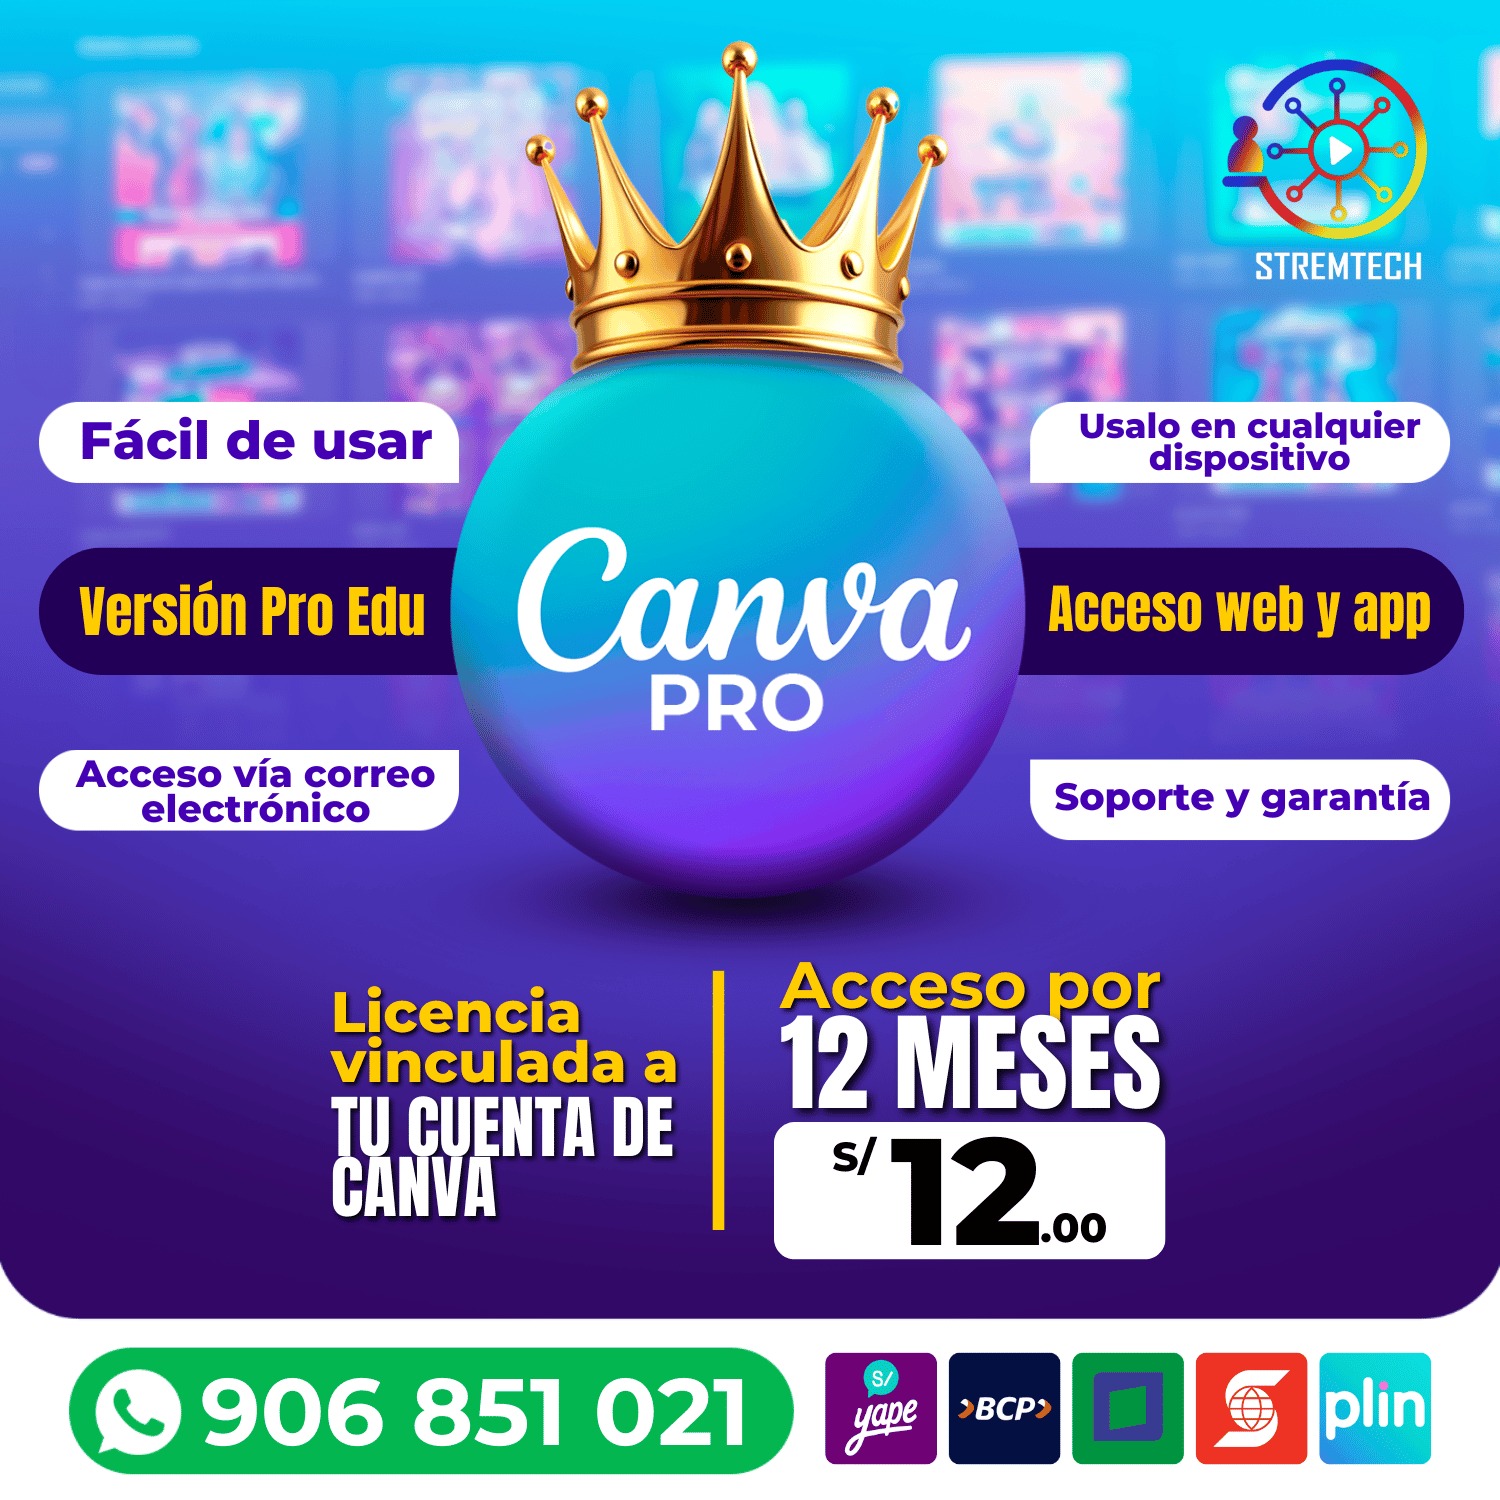 STREMTECH
Fácil de usar
Usalo en cualquier
dispositivo
Canva
PRO
Versión Pro Edu
Acceso web y app
Acceso vía correo
electrónico
Soporte y garantía
Licencia
vinculada a
TU CUENTA DE
CANVA
Acceso por
12 MESES
S/ 12.00
906 851 021
S/
yape
BCP
plin